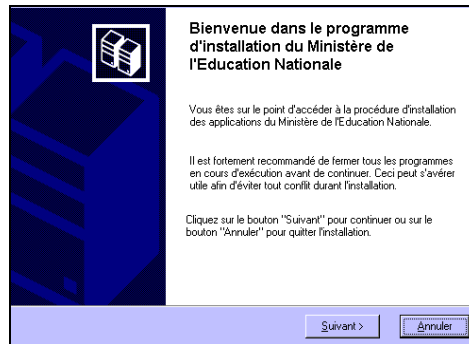 Bienvenue dans le programme
d'installation du Ministère de
l'Education Nationale
Vous êtes sur le point d'accéder à la procédure d'installation
des applications du Ministère de l'Education Nationale.
Il est fortement recommandé de fermer tous les programmes
en cours d'exécution avant de continuer. Ceci peut s'avérer
utile afin d'éviter tout conflit durant l'installation.
Cliquez sur le bouton "Suivant" pour continuer ou sur le
bouton "Annuler" pour quitter l'installation.
Suivant > Annuler